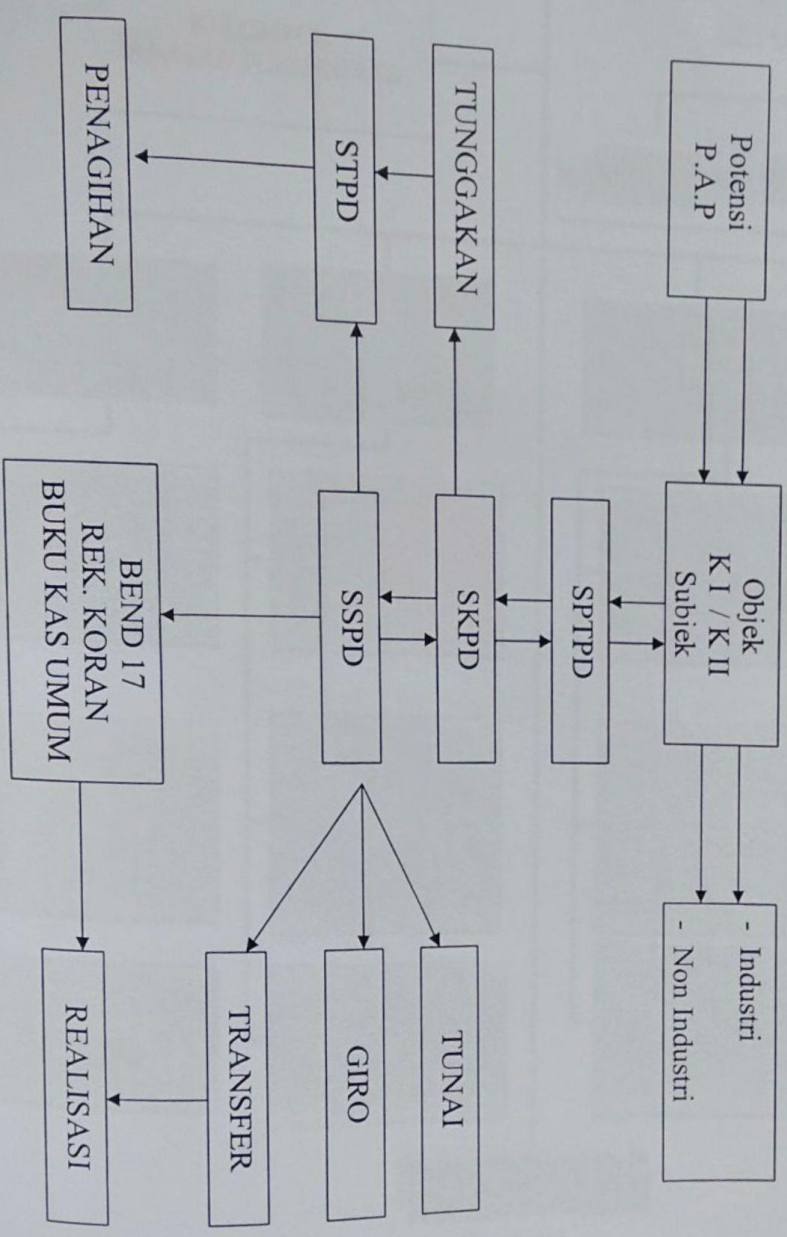 Potensi
P.A.P
Objek
K I / K II
Subjek
- Industri
- Non Industri
SPTPD
TUNGGAKAN
SKPD
TUNAI
STPD
SSPD
GIRO
TRANSFER
PENAGIHAN
BEND 17
REK. KORAN
BUKU KAS UMUM
REALISASI